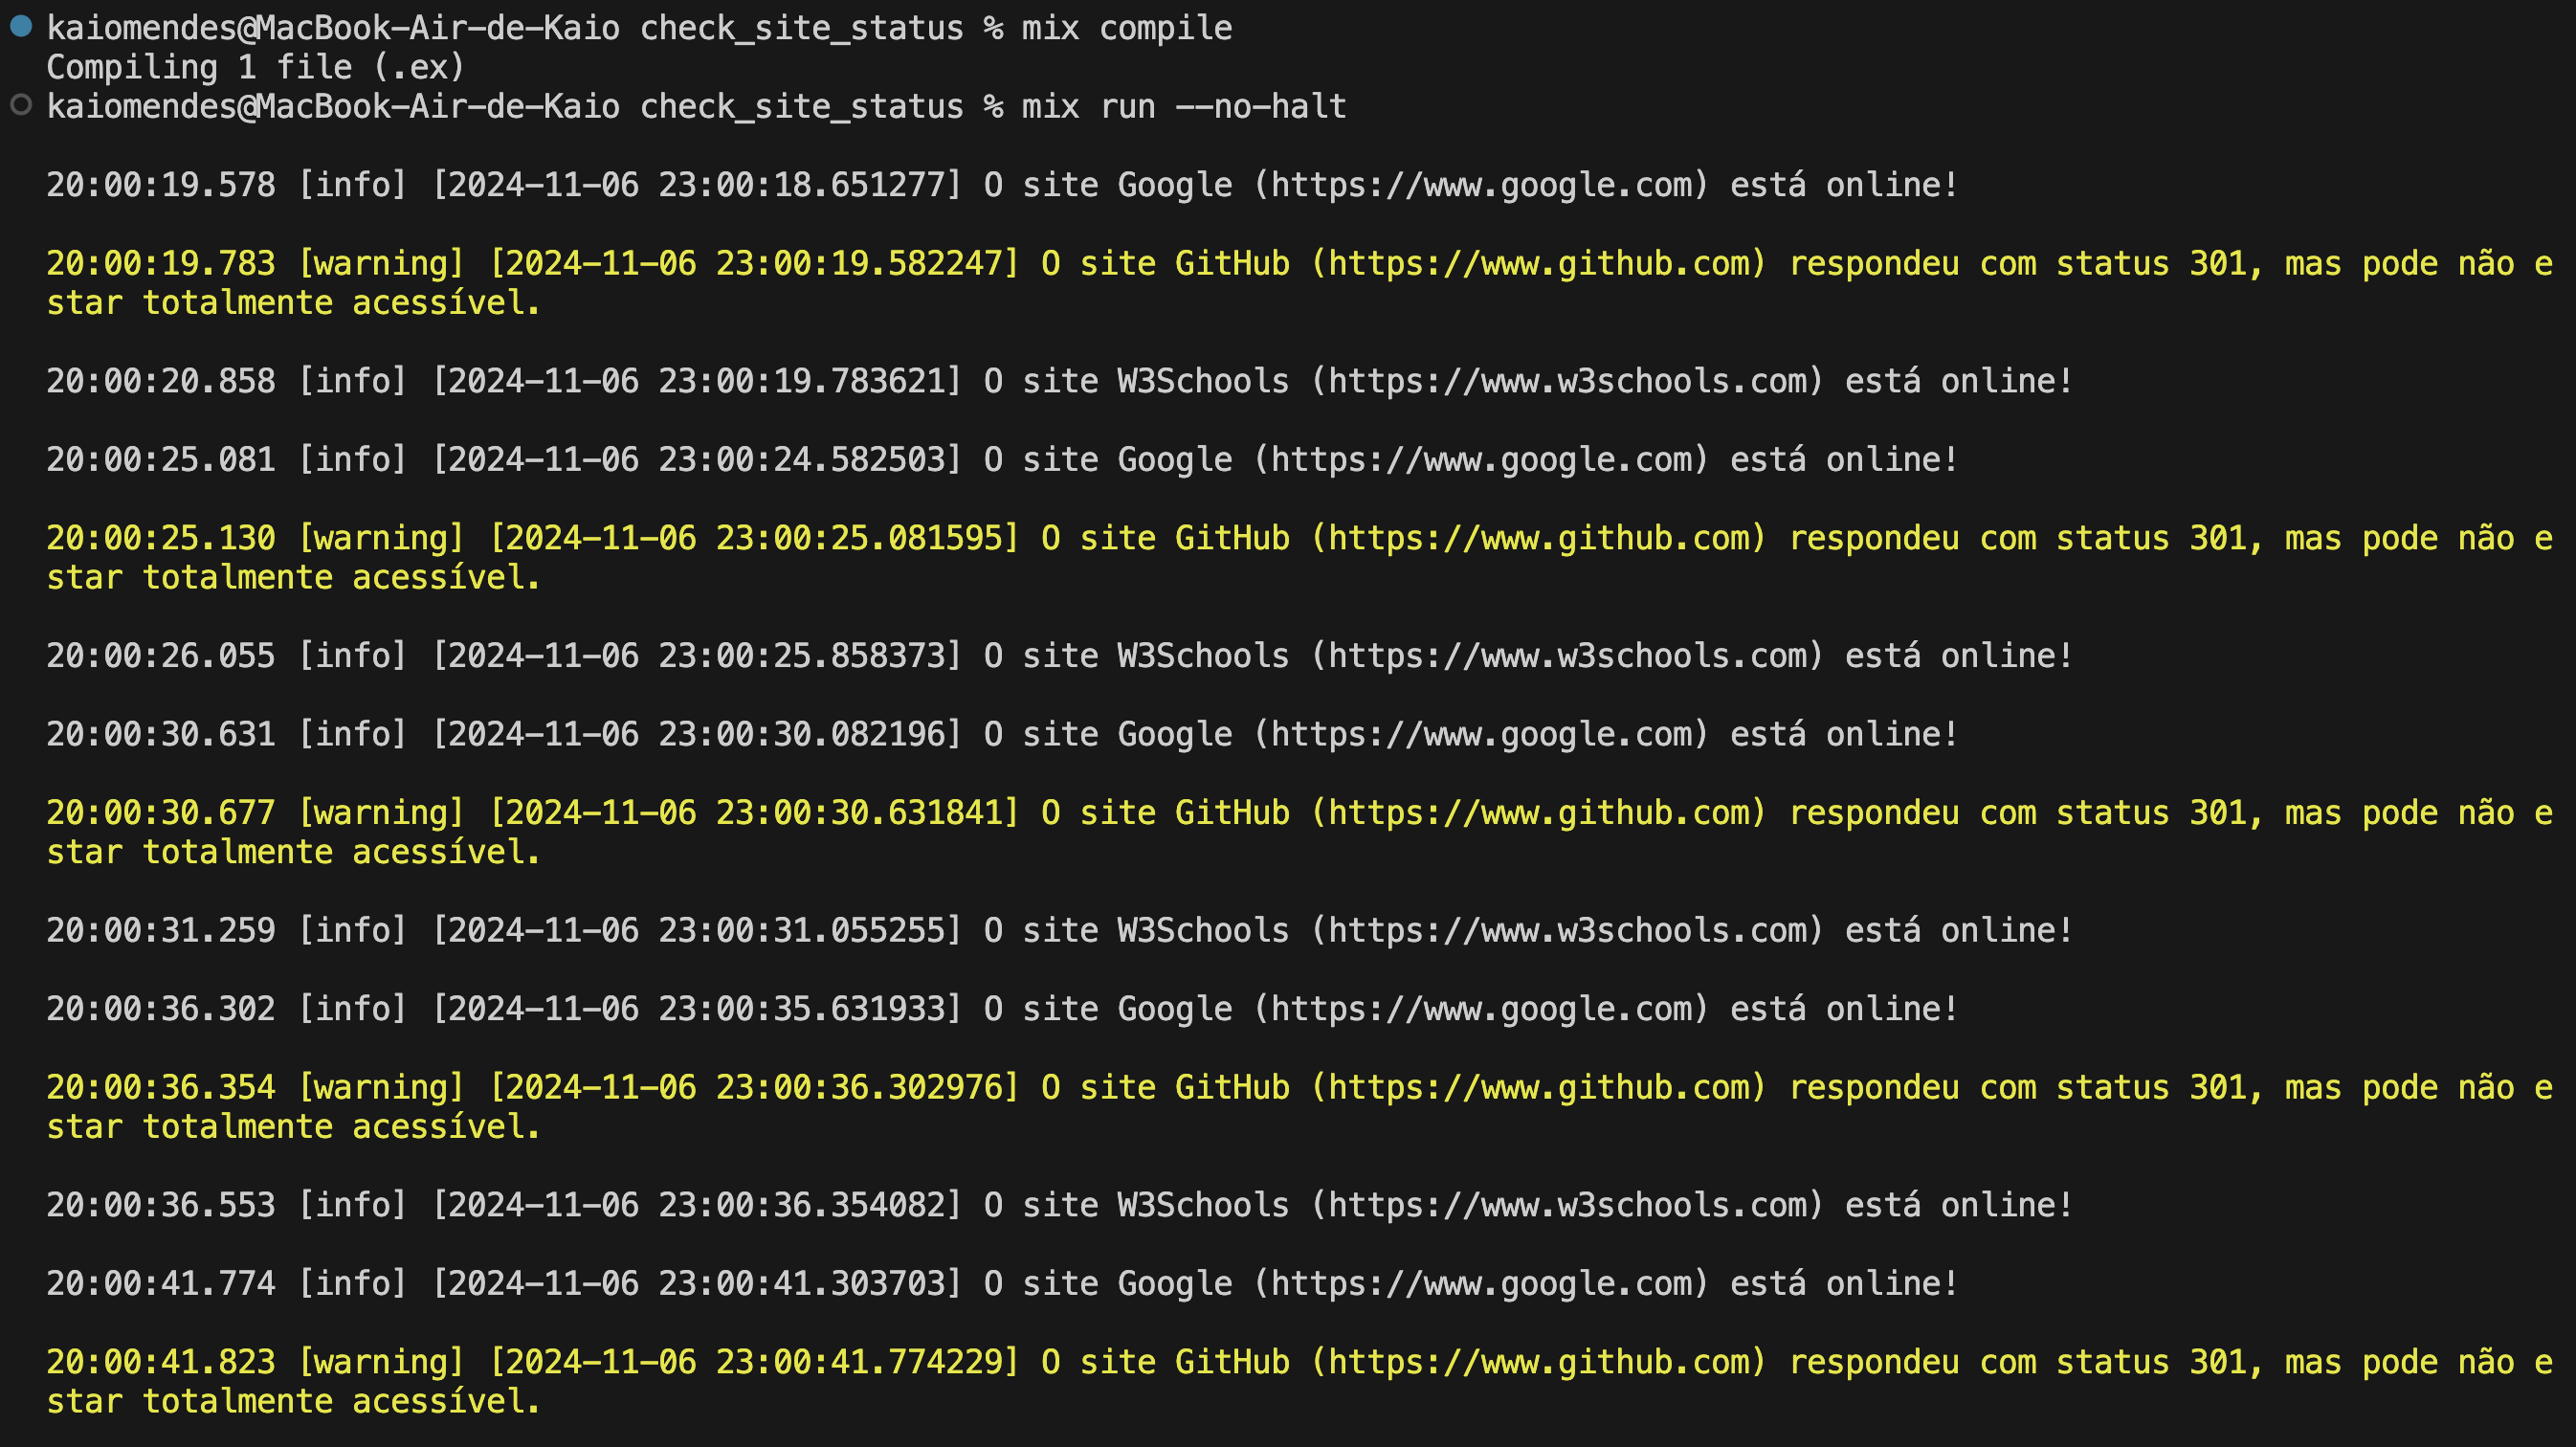 kaiomendes@MacBook-Air-de-Kaio check_site_status % mix compile
Compiling 1 file (.ex)
kaiomendes@MacBook-Air-de-Kaio check_site_status % mix run --no-halt
20:00:19.578 [info] [2024-11-06 23:00:18.651277] O site Google (https://www.google.com) está online!
20:00:19.783 [warning] [2024-11-06 23:00:19.582247] O site GitHub (https://www.github.com) respondeu com status 301, mas pode não e
star totalmente acessível.
20:00:20.858 [info] [2024-11-06 23:00:19.783621] O site W3Schools (https://www.w3schools.com) está online!
20:00:25.081 [info] [2024-11-06 23:00:24.582503] O site Google (https://www.google.com) está online!
20:00:25.130 [warning] [2024-11-06 23:00:25.081595] O site GitHub (https://www.github.com) respondeu com status 301, mas pode não e
star totalmente acessível.
20:00:26.055 [info] [2024-11-06 23:00:25.858373] O site W3Schools (https://www.w3schools.com) está online!
20:00:30.631 [info] [2024-11-06 23:00:30.082196] O site Google (https://www.google.com) está online!
20:00:30.677 [warning] [2024-11-06 23:00:30.631841] O site GitHub (https://www.github.com) respondeu com status 301, mas pode não e
star totalmente acessível.
20:00:31.259 [info] [2024-11-06 23:00:31.055255] O site W3Schools (https://www.w3schools.com) está online!
20:00:36.302 [info] [2024-11-06 23:00:35.631933] O site Google (https://www.google.com) está online!
20:00:36.354 [warning] [2024-11-06 23:00:36.302976] O site GitHub (https://www.github.com) respondeu com status 301, mas pode não e
star totalmente acessível.
20:00:36.553 [info] [2024-11-06 23:00:36.354082] O site W3Schools (https://www.w3schools.com) está online!
20:00:41.774 [info] [2024-11-06 23:00:41.303703] O site Google (https://www.google.com) está online!
20:00:41.823 [warning] [2024-11-06 23:00:41.774229] O site GitHub (https://www.github.com) respondeu com status 301, mas pode não e
star totalmente acessível.